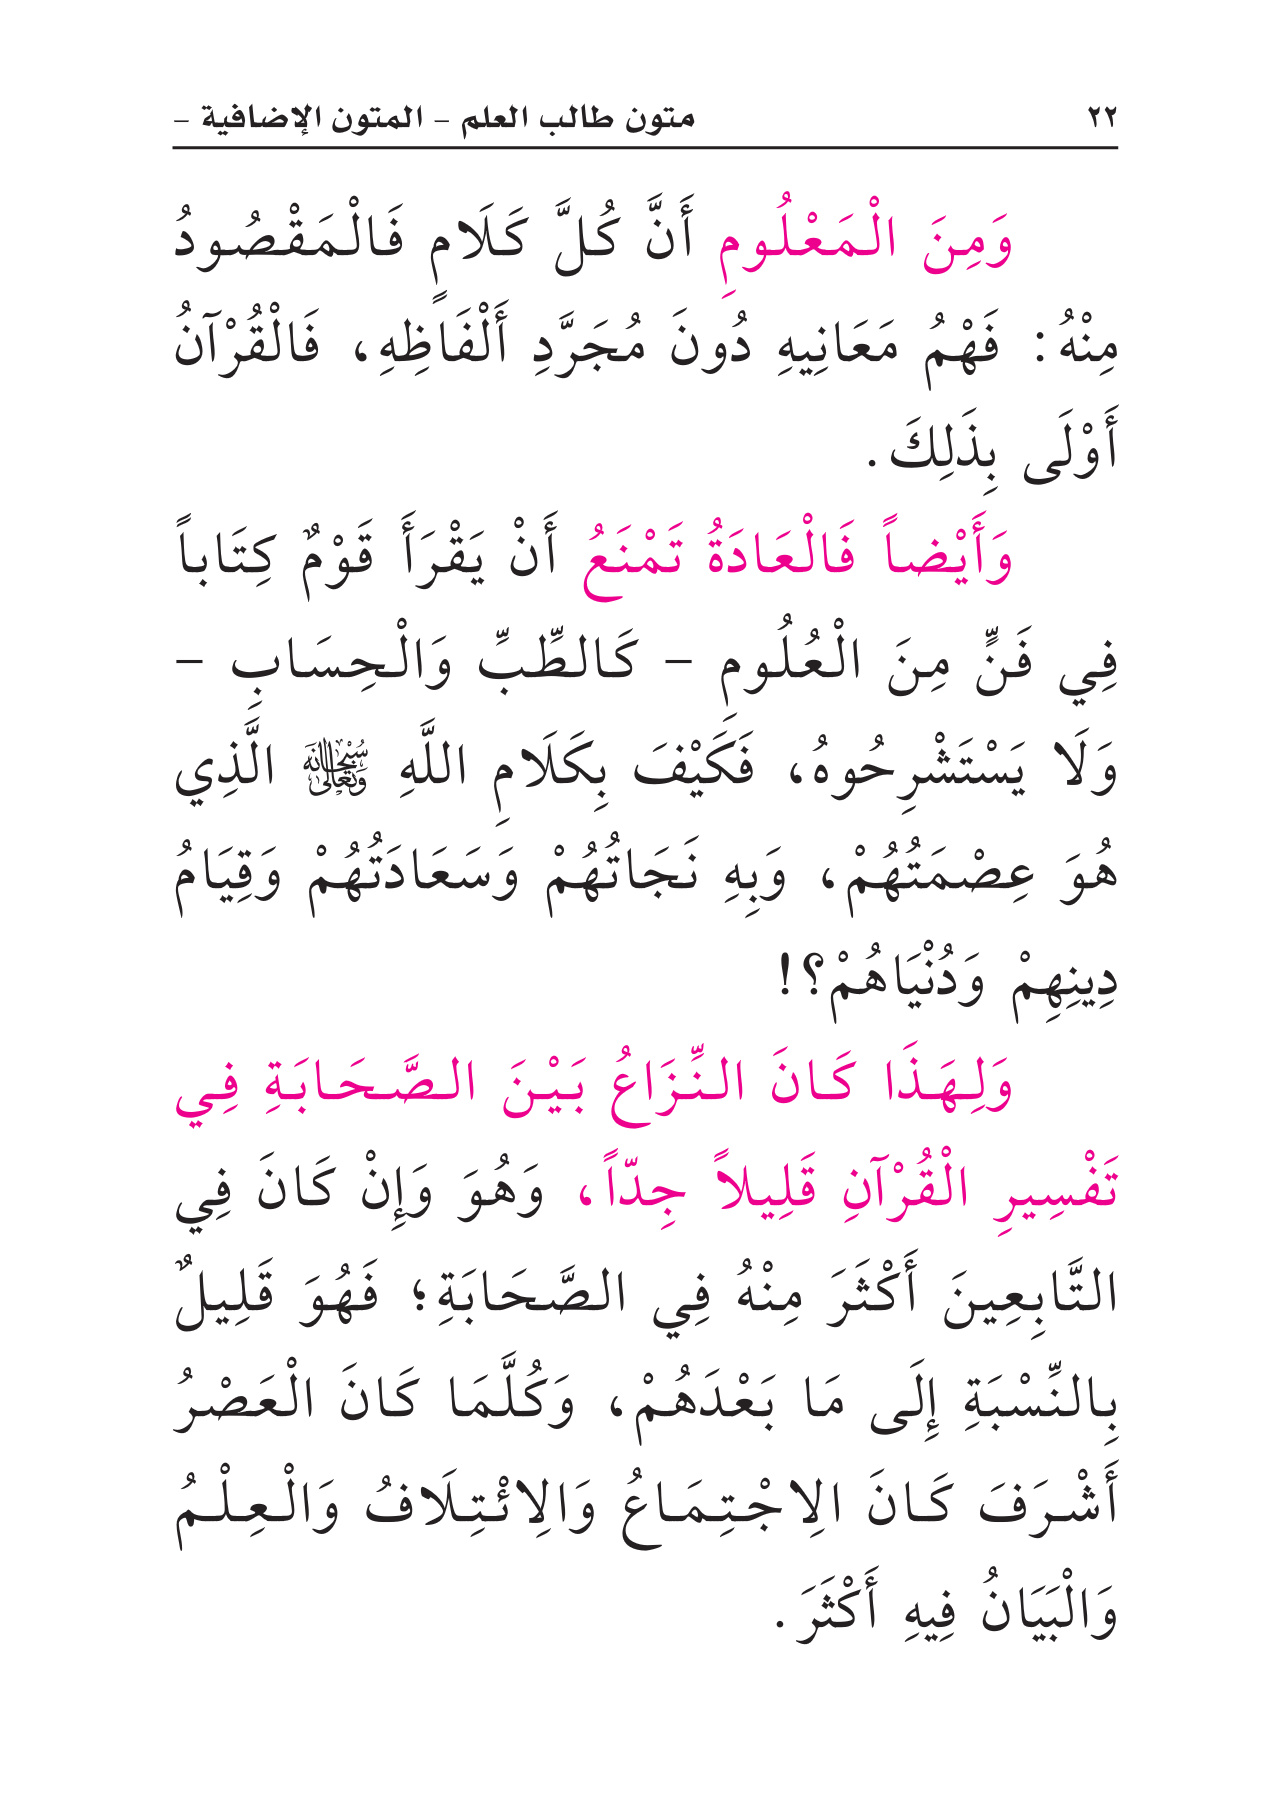 ٢٢ متون طالب العلم – المتون الإضافية –
وَمِنَ الْمَعْلُومِ أَنَّ كُلَّ كَلَامٍ فَالْمَقْصُودُ
مِنْهُ: فَهْمُ مَعَانِيهِ دُونَ مُجَرَّدِ أَلْفَاظِهِ، فَالْقُرْآنُ
أَوْلَى بِذَلِكَ.
وَأَيْضاً فَالْعَادَةُ تَمْنَعُ أَنْ يَقْرَأَ قَوْمٌ كِتَاباً
فِي فَنٍّ مِنَ الْعُلُومِ – كَالطِّبِّ وَالْحِسَابِ –
وَلَا يَسْتَشْرِحُوهُ، فَكَيْفَ بِكَلَامِ اللَّهِ سُبْحَانَهُ وَتَعَالَى الَّذِي
هُوَ عِصْمَتُهُمْ، وَبِهِ نَجَاتُهُمْ وَسَعَادَتُهُمْ وَقِيَامُ
دِينِهِمْ وَدُنْيَاهُمْ؟!
وَلِهَذَا كَانَ النِّزَاعُ بَيْنَ الصَّحَابَةِ فِي
تَفْسِيرِ الْقُرْآنِ قَلِيلاً جِدّاً، وَهُوَ وَإِنْ كَانَ فِي
التَّابِعِينَ أَكْثَرَ مِنْهُ فِي الصَّحَابَةِ؛ فَهُوَ قَلِيلٌ
بِالنِّسْبَةِ إِلَى مَا بَعْدَهُمْ، وَكُلَّمَا كَانَ الْعَصْرُ
أَشْرَفَ كَانَ الِاجْتِمَاعُ وَالِائْتِلَافُ وَالْعِلْمُ
وَالْبَيَانُ فِيهِ أَكْثَرَ.